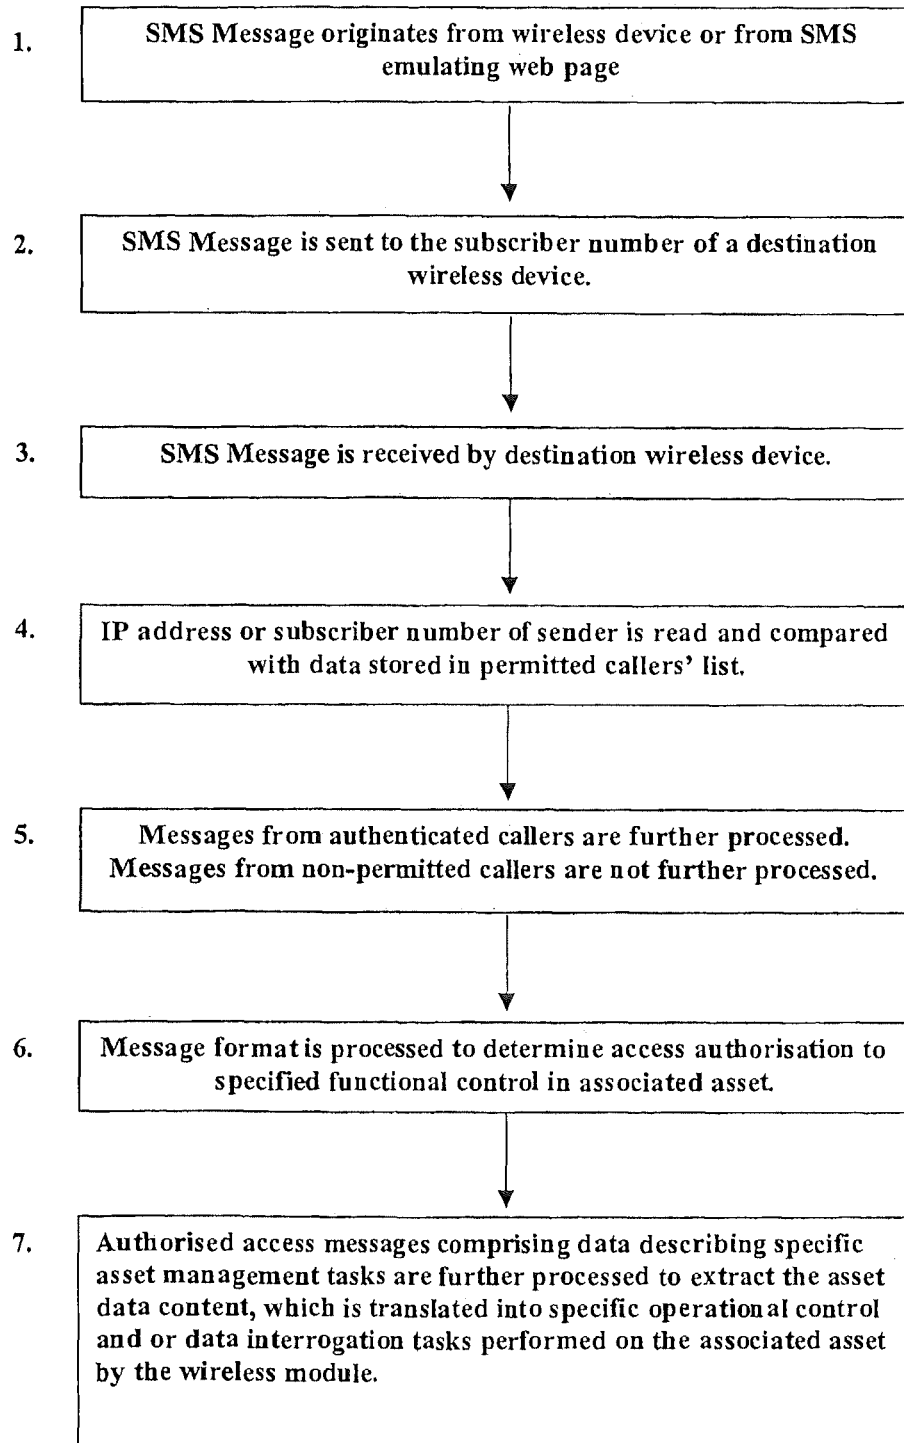 1.
SMS Message originates from wireless device or from SMS
emulating web page
2.
SMS Message is sent to the subscriber number of a destination
wireless device.
3.
SMS Message is received by destination wireless device.
4.
IP address or subscriber number of sender is read and compared
with data stored in permitted callers' list.
5.
Messages from authenticated callers are further processed.
Messages from non-permitted callers are not further processed.
6.
Message format is processed to determine access authorisation to
specified functional control in associated asset.
7.
Authorised access messages comprising data describing specific
asset management tasks are further processed to extract the asset
data content, which is translated into specific operational control
and or data interrogation tasks performed on the associated asset
by the wireless module.